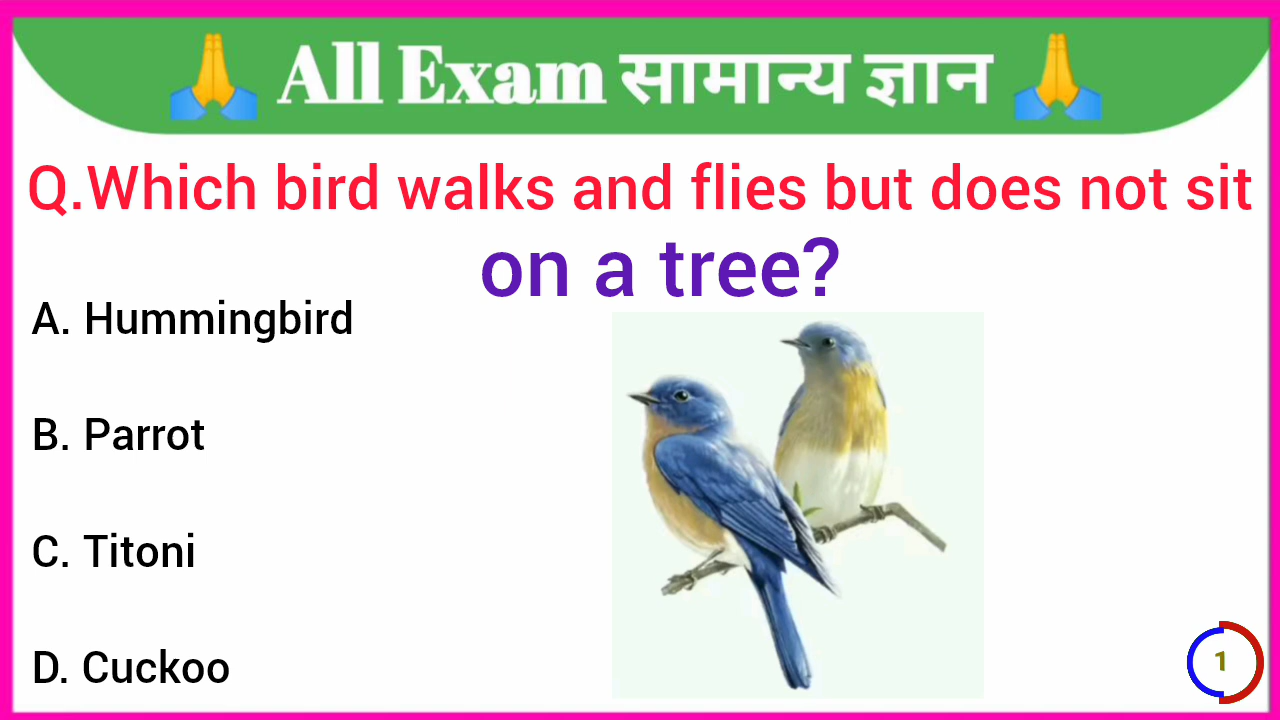 🙏 All Exam सामान्य ज्ञान 🙏
Q.Which bird walks and flies but does not sit
on a tree?
A. Hummingbird
B. Parrot
C. Titoni
D. Cuckoo
1